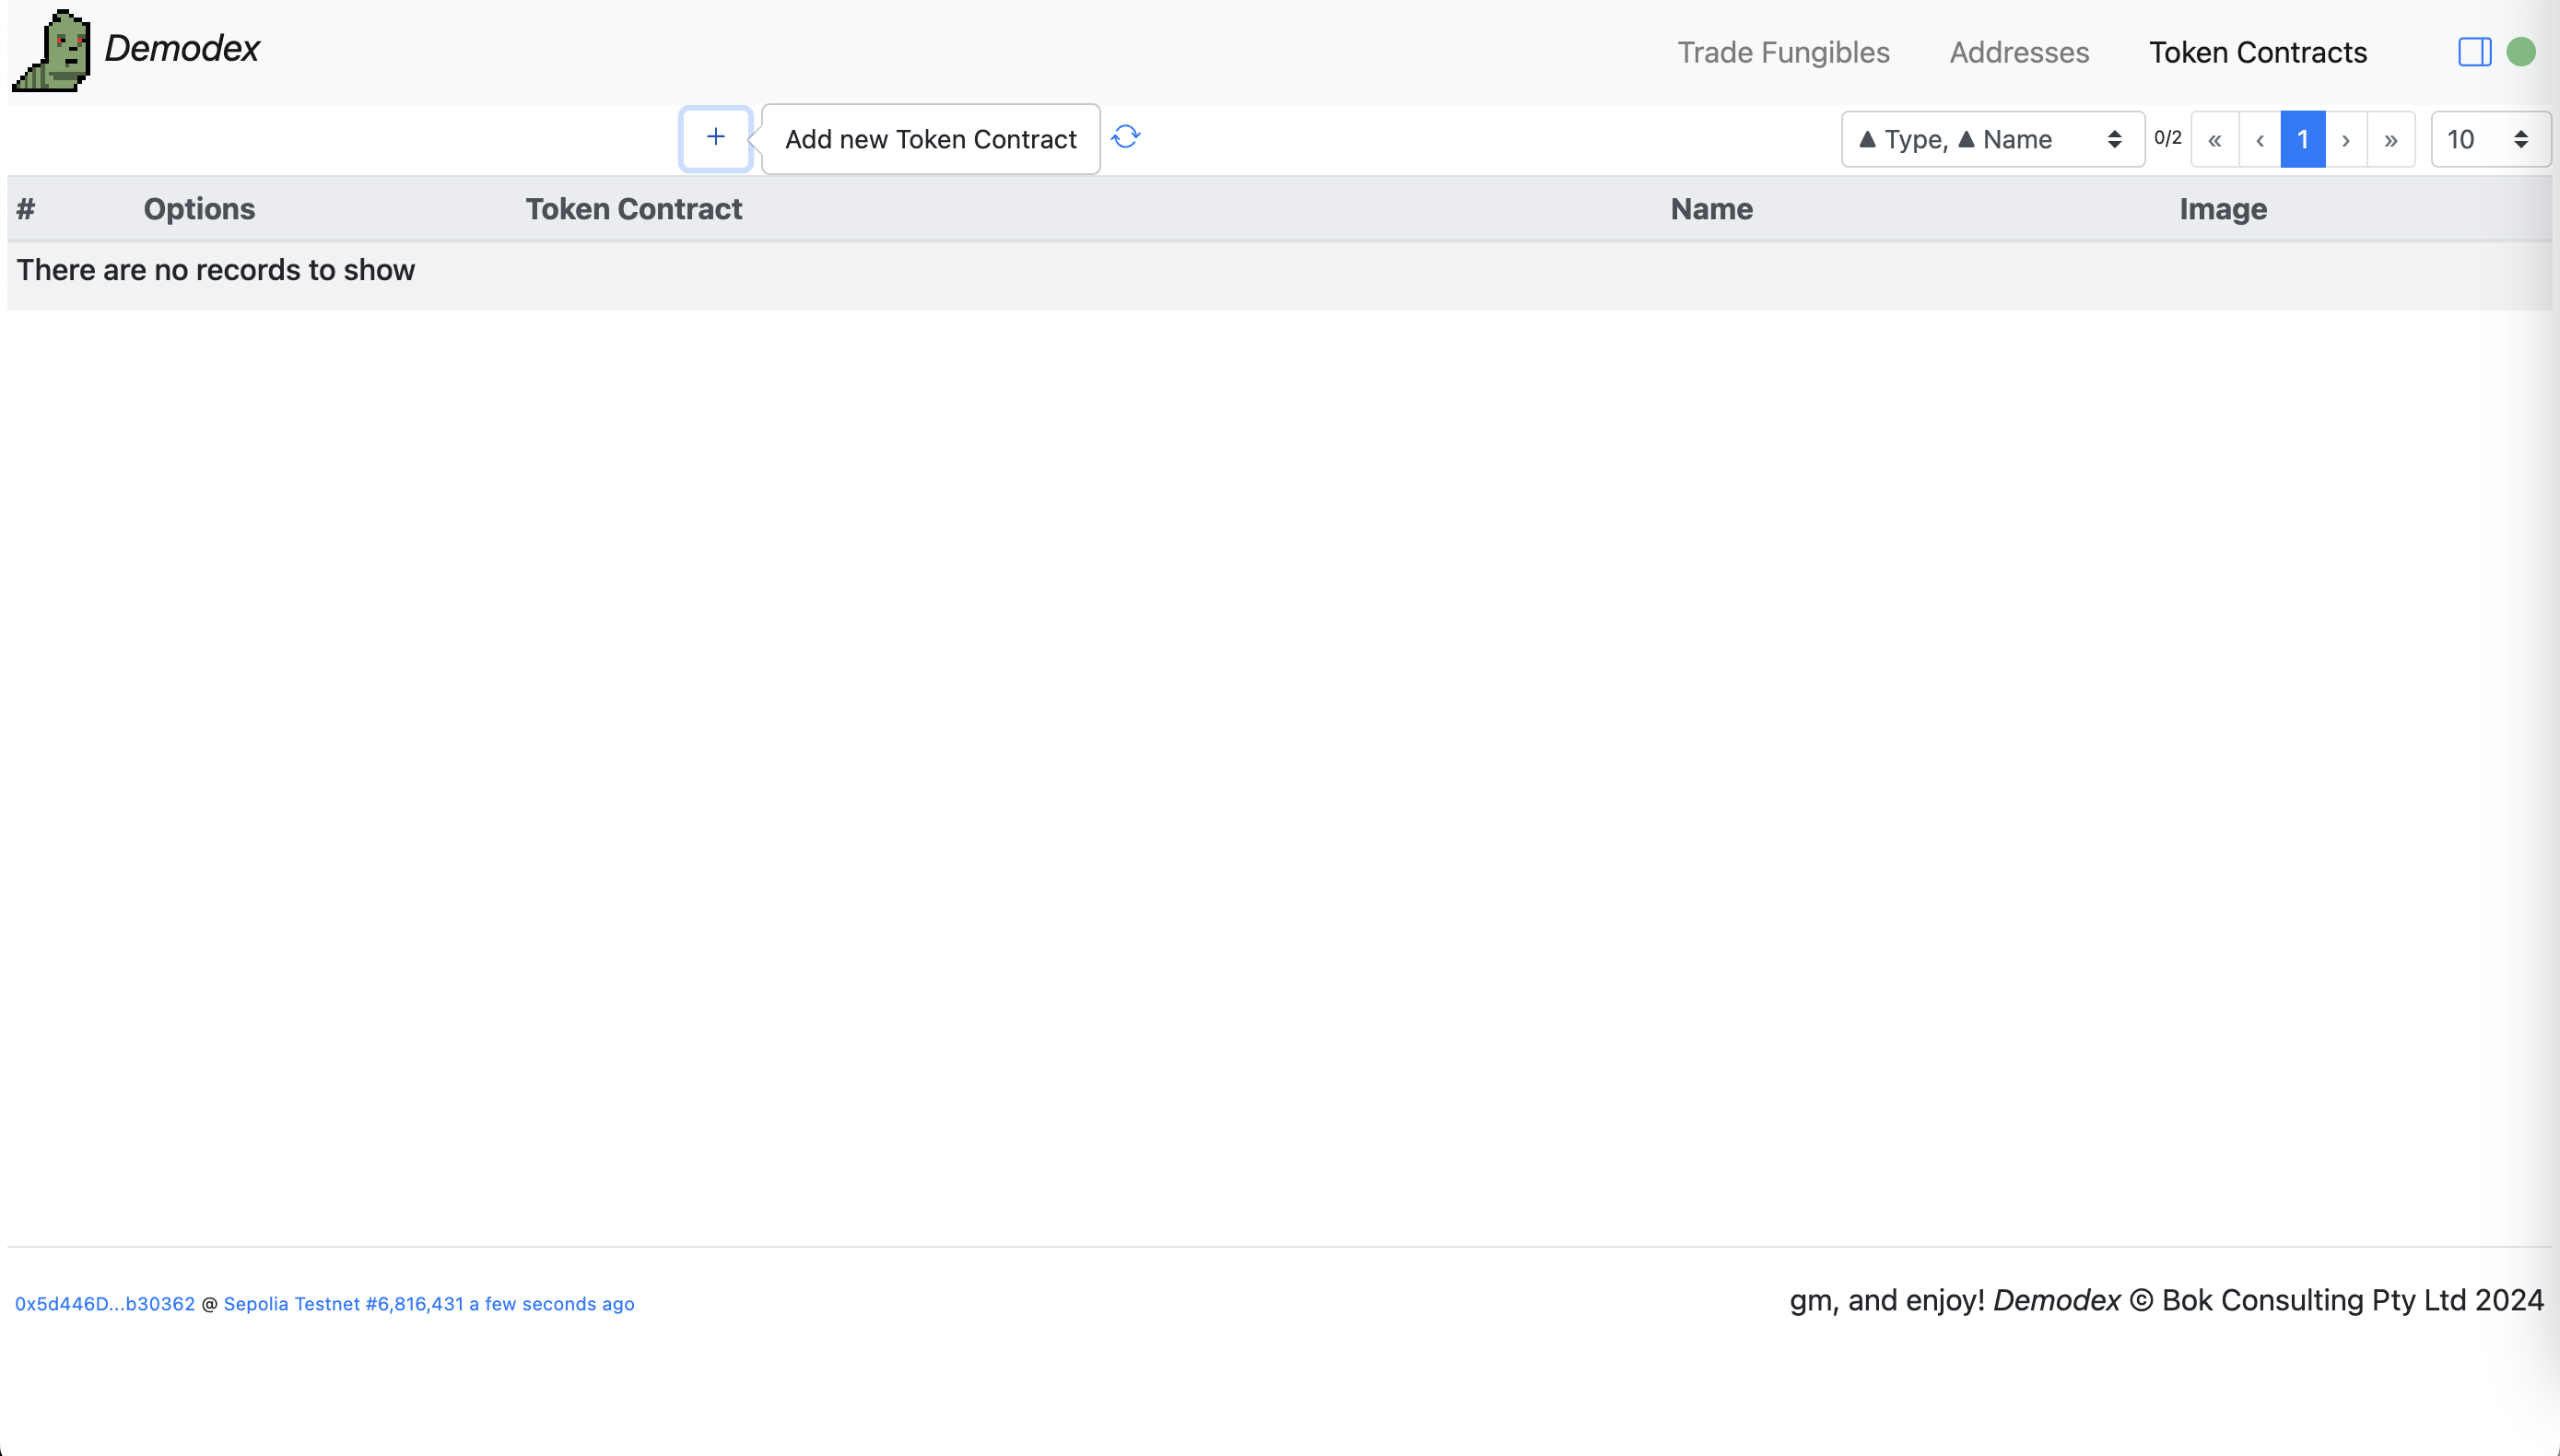 Demodex
Trade Fungibles Addresses Token Contracts
+ Add new Token Contract ▲ Type, ▲ Name 0/2 « ‹ 1 › » 10
# Options Token Contract Name Image
There are no records to show
0x5d446D...b30362 @ Sepolia Testnet #6,816,431 a few seconds ago
gm, and enjoy! Demodex © Bok Consulting Pty Ltd 2024